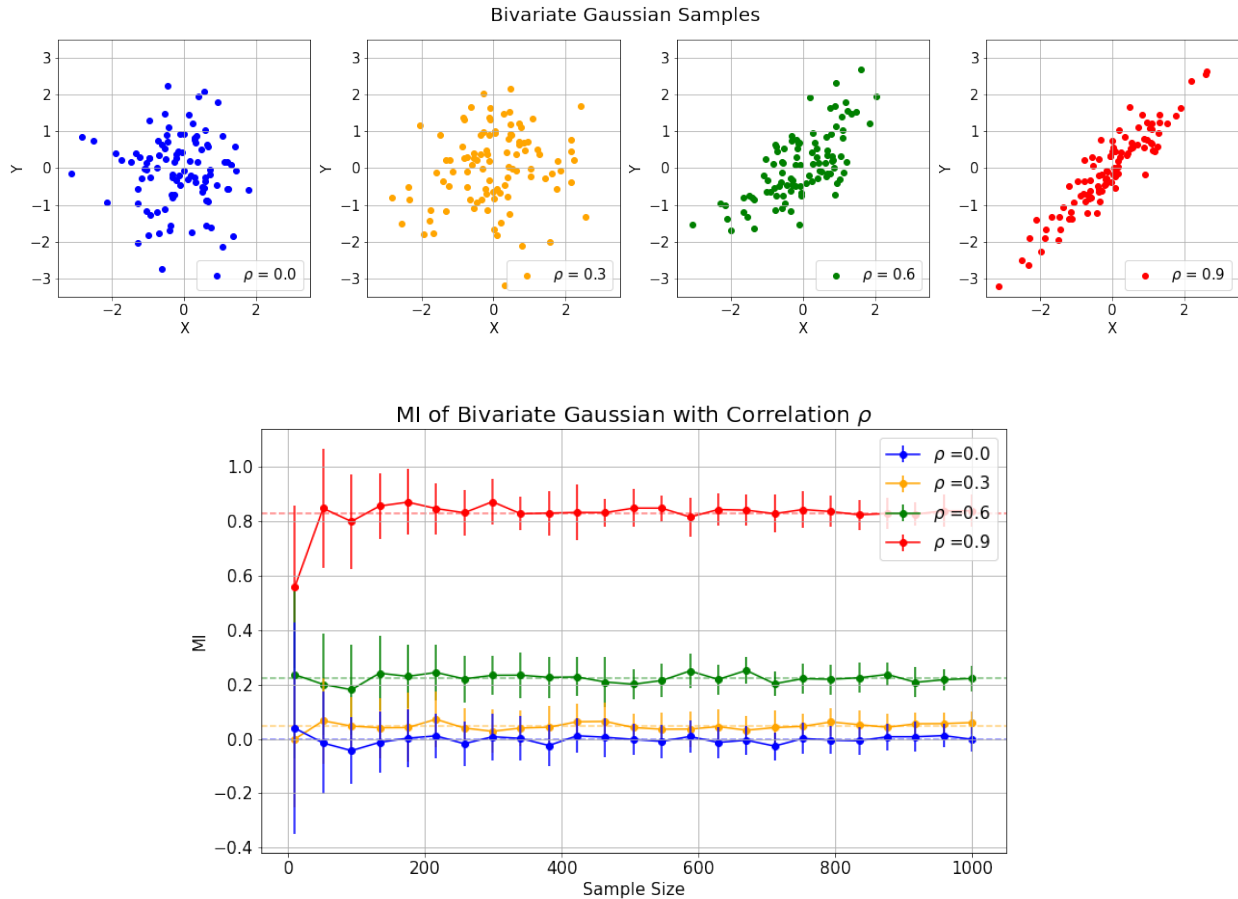 Bivariate Gaussian Samples
Y
3
2
1
0
−1
−2
−3
−2
0
2
X
ρ = 0.0
Y
3
2
1
0
−1
−2
−3
−2
0
2
X
ρ = 0.3
Y
3
2
1
0
−1
−2
−3
−2
0
2
X
ρ = 0.6
Y
3
2
1
0
−1
−2
−3
−2
0
2
X
ρ = 0.9
MI of Bivariate Gaussian with Correlation ρ
MI
1.0
0.8
0.6
0.4
0.2
0.0
−0.2
−0.4
ρ =0.0
ρ =0.3
ρ =0.6
ρ =0.9
0
200
400
600
800
1000
Sample Size